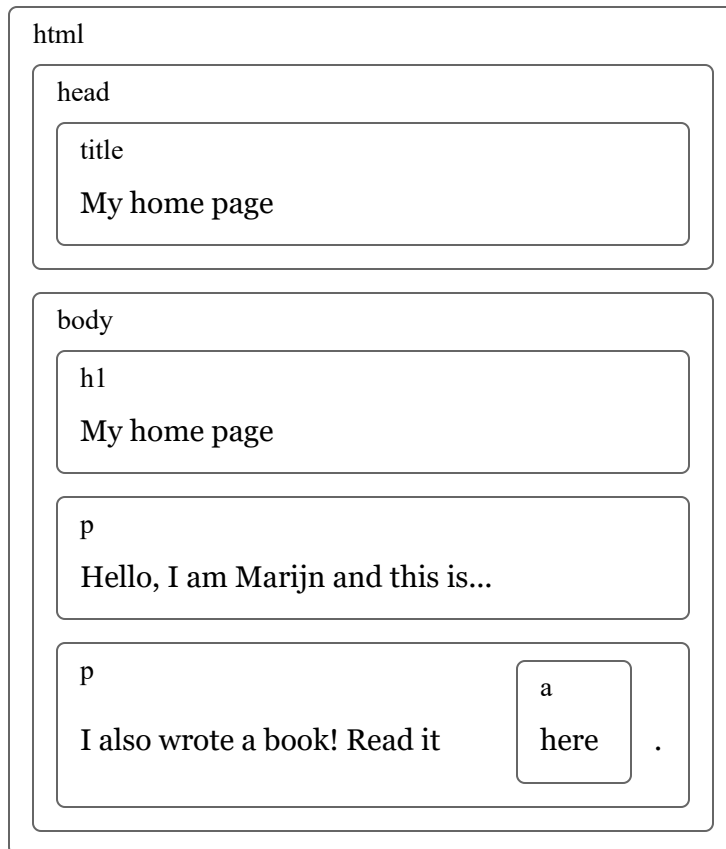 html
head
title
My home page
body
h1
My home page
p
Hello, I am Marijn and this is...
p
a
I also wrote a book! Read it here .